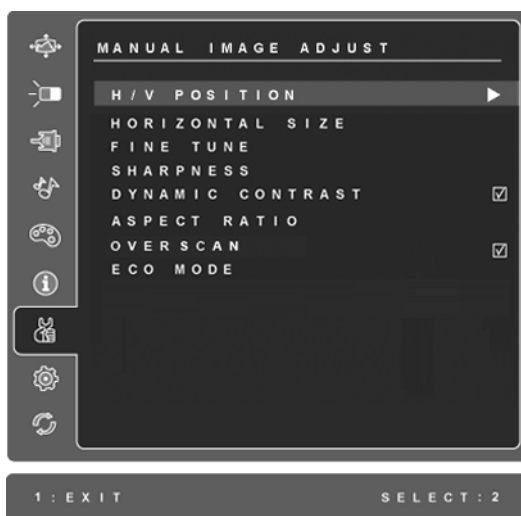 MANUAL IMAGE ADJUST
H/V POSITION
HORIZONTAL SIZE
FINE TUNE
SHARPNESS
DYNAMIC CONTRAST
ASPECT RATIO
OVERSCAN
ECO MODE
1:EXIT
SELECT:2